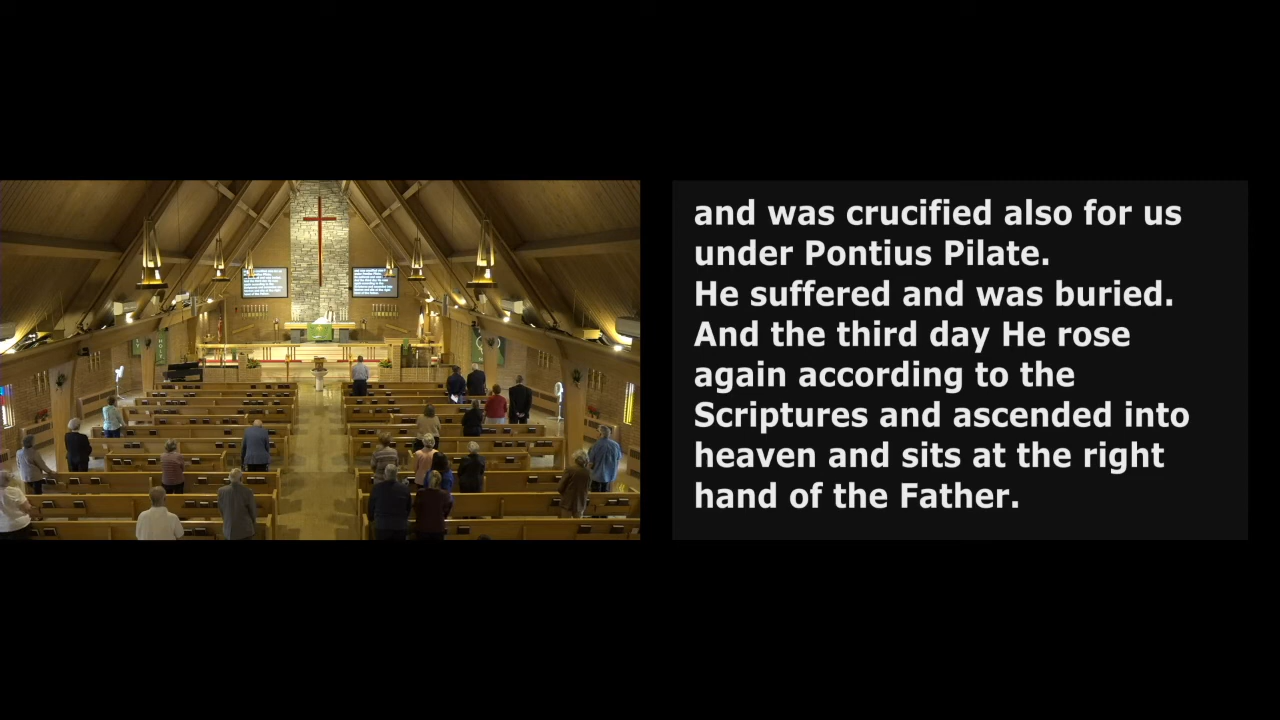 and was crucified also for us
under Pontius Pilate.
He suffered and was buried.
And the third day He rose
again according to the
Scriptures and ascended into
heaven and sits at the right
hand of the Father.